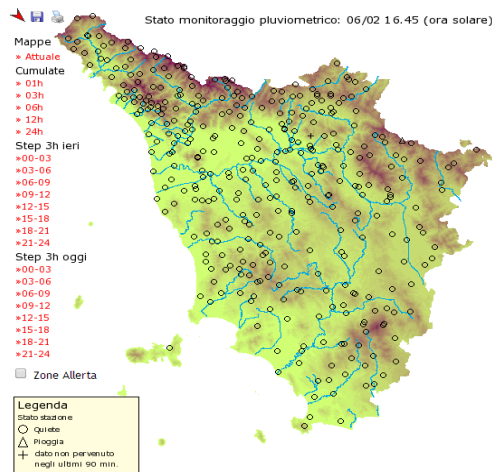 Stato monitoraggio pluviometrico: 06/02 16.45 (ora solare)
Mappe
» Attuale
Cumulate
» 01h
» 03h
» 06h
» 12h
» 24h
Step 3h ieri
»00-03
»03-06
»06-09
»09-12
»12-15
»15-18
»18-21
»21-24
Step 3h oggi
»00-03
»03-06
»06-09
»09-12
»12-15
»15-18
»18-21
»21-24
Zone Allerta
Legenda
Stato stazione
Quiete
Pioggia
dato non pervenuto
negli ultimi 90 min.